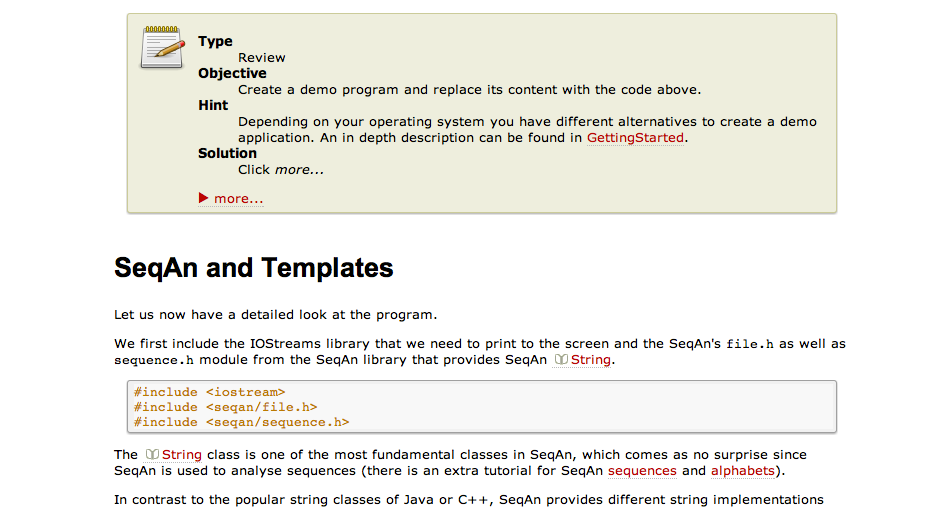 Type
Review
Objective
Create a demo program and replace its content with the code above.
Hint
Depending on your operating system you have different alternatives to create a demo
application. An in depth description can be found in GettingStarted.
Solution
Click more...
more...
SeqAn and Templates
Let us now have a detailed look at the program.
We first include the IOStreams library that we need to print to the screen and the SeqAn's file.h as well as
sequence.h module from the SeqAn library that provides SeqAn String.
#include <iostream>
#include <seqan/file.h>
#include <seqan/sequence.h>
The String class is one of the most fundamental classes in SeqAn, which comes as no surprise since
SeqAn is used to analyse sequences (there is an extra tutorial for SeqAn sequences and alphabets).
In contrast to the popular string classes of Java or C++, SeqAn provides different string implementations